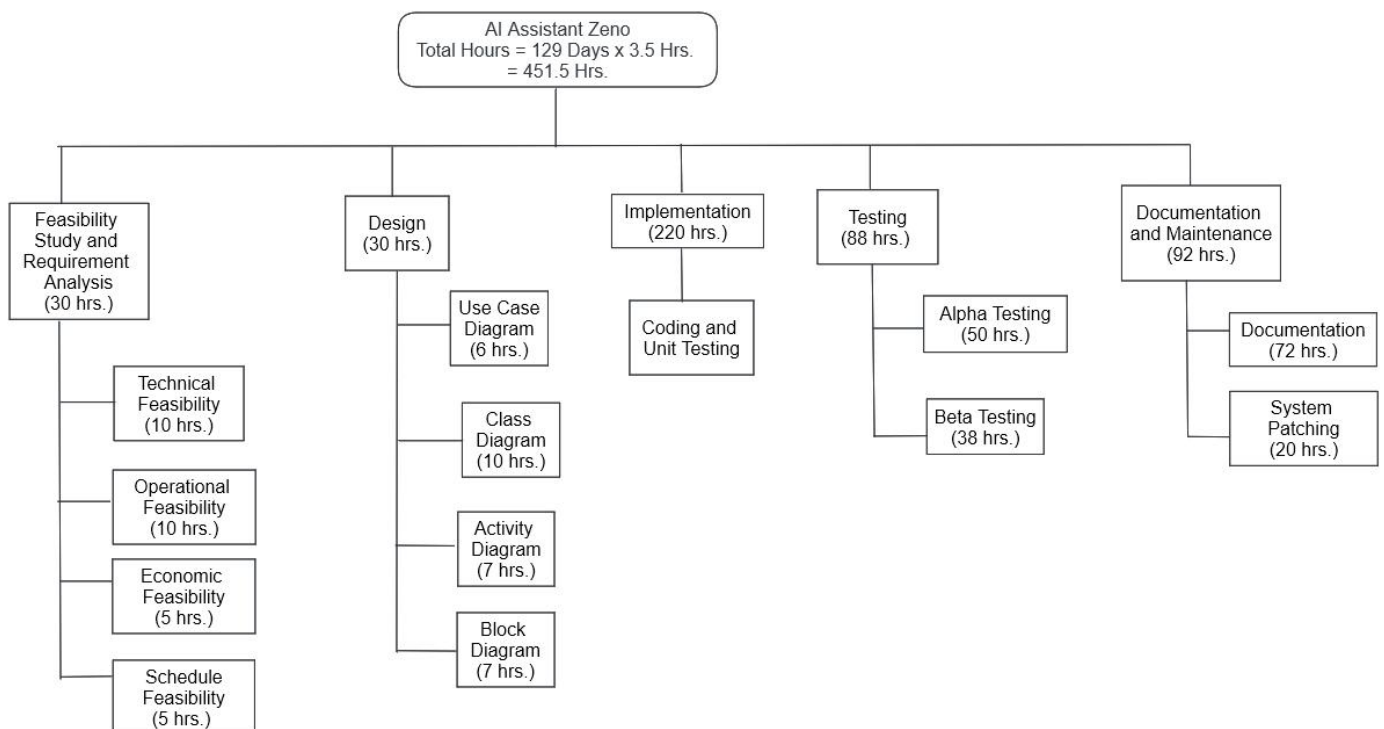 AI Assistant Zeno
Total Hours = 129 Days x 3.5 Hrs.
= 451.5 Hrs.
Feasibility
Study and
Requirement
Analysis
(30 hrs.)
Technical
Feasibility
(10 hrs.)
Operational
Feasibility
(10 hrs.)
Economic
Feasibility
(5 hrs.)
Schedule
Feasibility
(5 hrs.)
Design
(30 hrs.)
Use Case
Diagram
(6 hrs.)
Class
Diagram
(10 hrs.)
Activity
Diagram
(7 hrs.)
Block
Diagram
(7 hrs.)
Implementation
(220 hrs.)
Coding and
Unit Testing
Testing
(88 hrs.)
Alpha Testing
(50 hrs.)
Beta Testing
(38 hrs.)
Documentation
and Maintenance
(92 hrs.)
Documentation
(72 hrs.)
System
Patching
(20 hrs.)